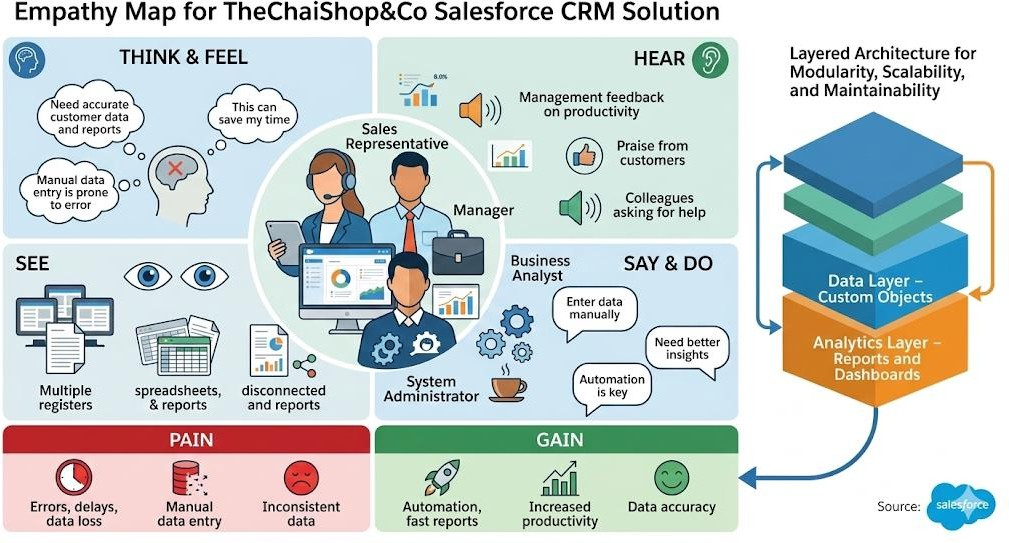 Empathy Map for TheChaiShop&Co Salesforce CRM Solution
THINK & FEEL
Need accurate
customer data
and reports
This can
save my time
Manual data
entry is prone
to error
HEAR
6.0%
Management feedback
on productivity
Praise from
customers
Colleagues
asking for help
Sales
Representative
Manager
Business
Analyst
System
Administrator
SEE
Multiple
registers
spreadsheets,
& reports
disconnected
and reports
SAY & DO
Enter data
manually
Need better
insights
Automation
is key
PAIN
Errors, delays,
data loss
Manual
data entry
Inconsistent
data
GAIN
Automation,
fast reports
Increased
productivity
Data accuracy
Layered Architecture for
Modularity, Scalability,
and Maintainability
Data Layer –
Custom Objects
Analytics Layer –
Reports and
Dashboards
Source:
salesforce